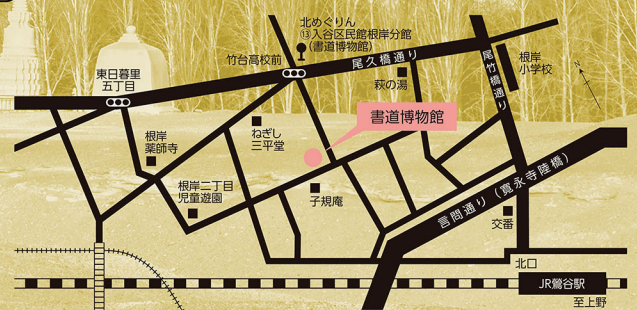 北めぐりん
⑬入谷区民館根岸分館
（書道博物館）
竹台高校前
尾久橋通り
尾竹橋通り
根岸
小学校
N
東日暮里
五丁目
萩の湯
書道博物館
ねぎし
三平堂
根岸
薬師寺
根岸二丁目
児童遊園
子規庵
言問通り（寛永寺陸橋）
交番
北口
JR鶯谷駅
至上野